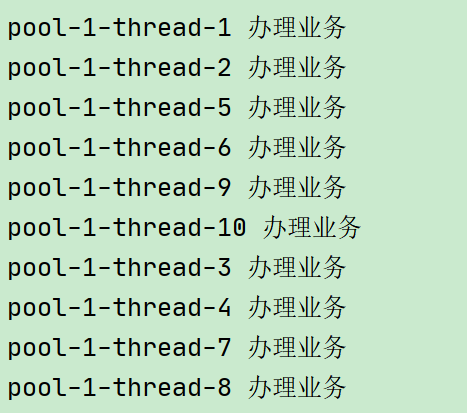 pool-1-thread-1 办理业务
pool-1-thread-2 办理业务
pool-1-thread-5 办理业务
pool-1-thread-6 办理业务
pool-1-thread-9 办理业务
pool-1-thread-10 办理业务
pool-1-thread-3 办理业务
pool-1-thread-4 办理业务
pool-1-thread-7 办理业务
pool-1-thread-8 办理业务